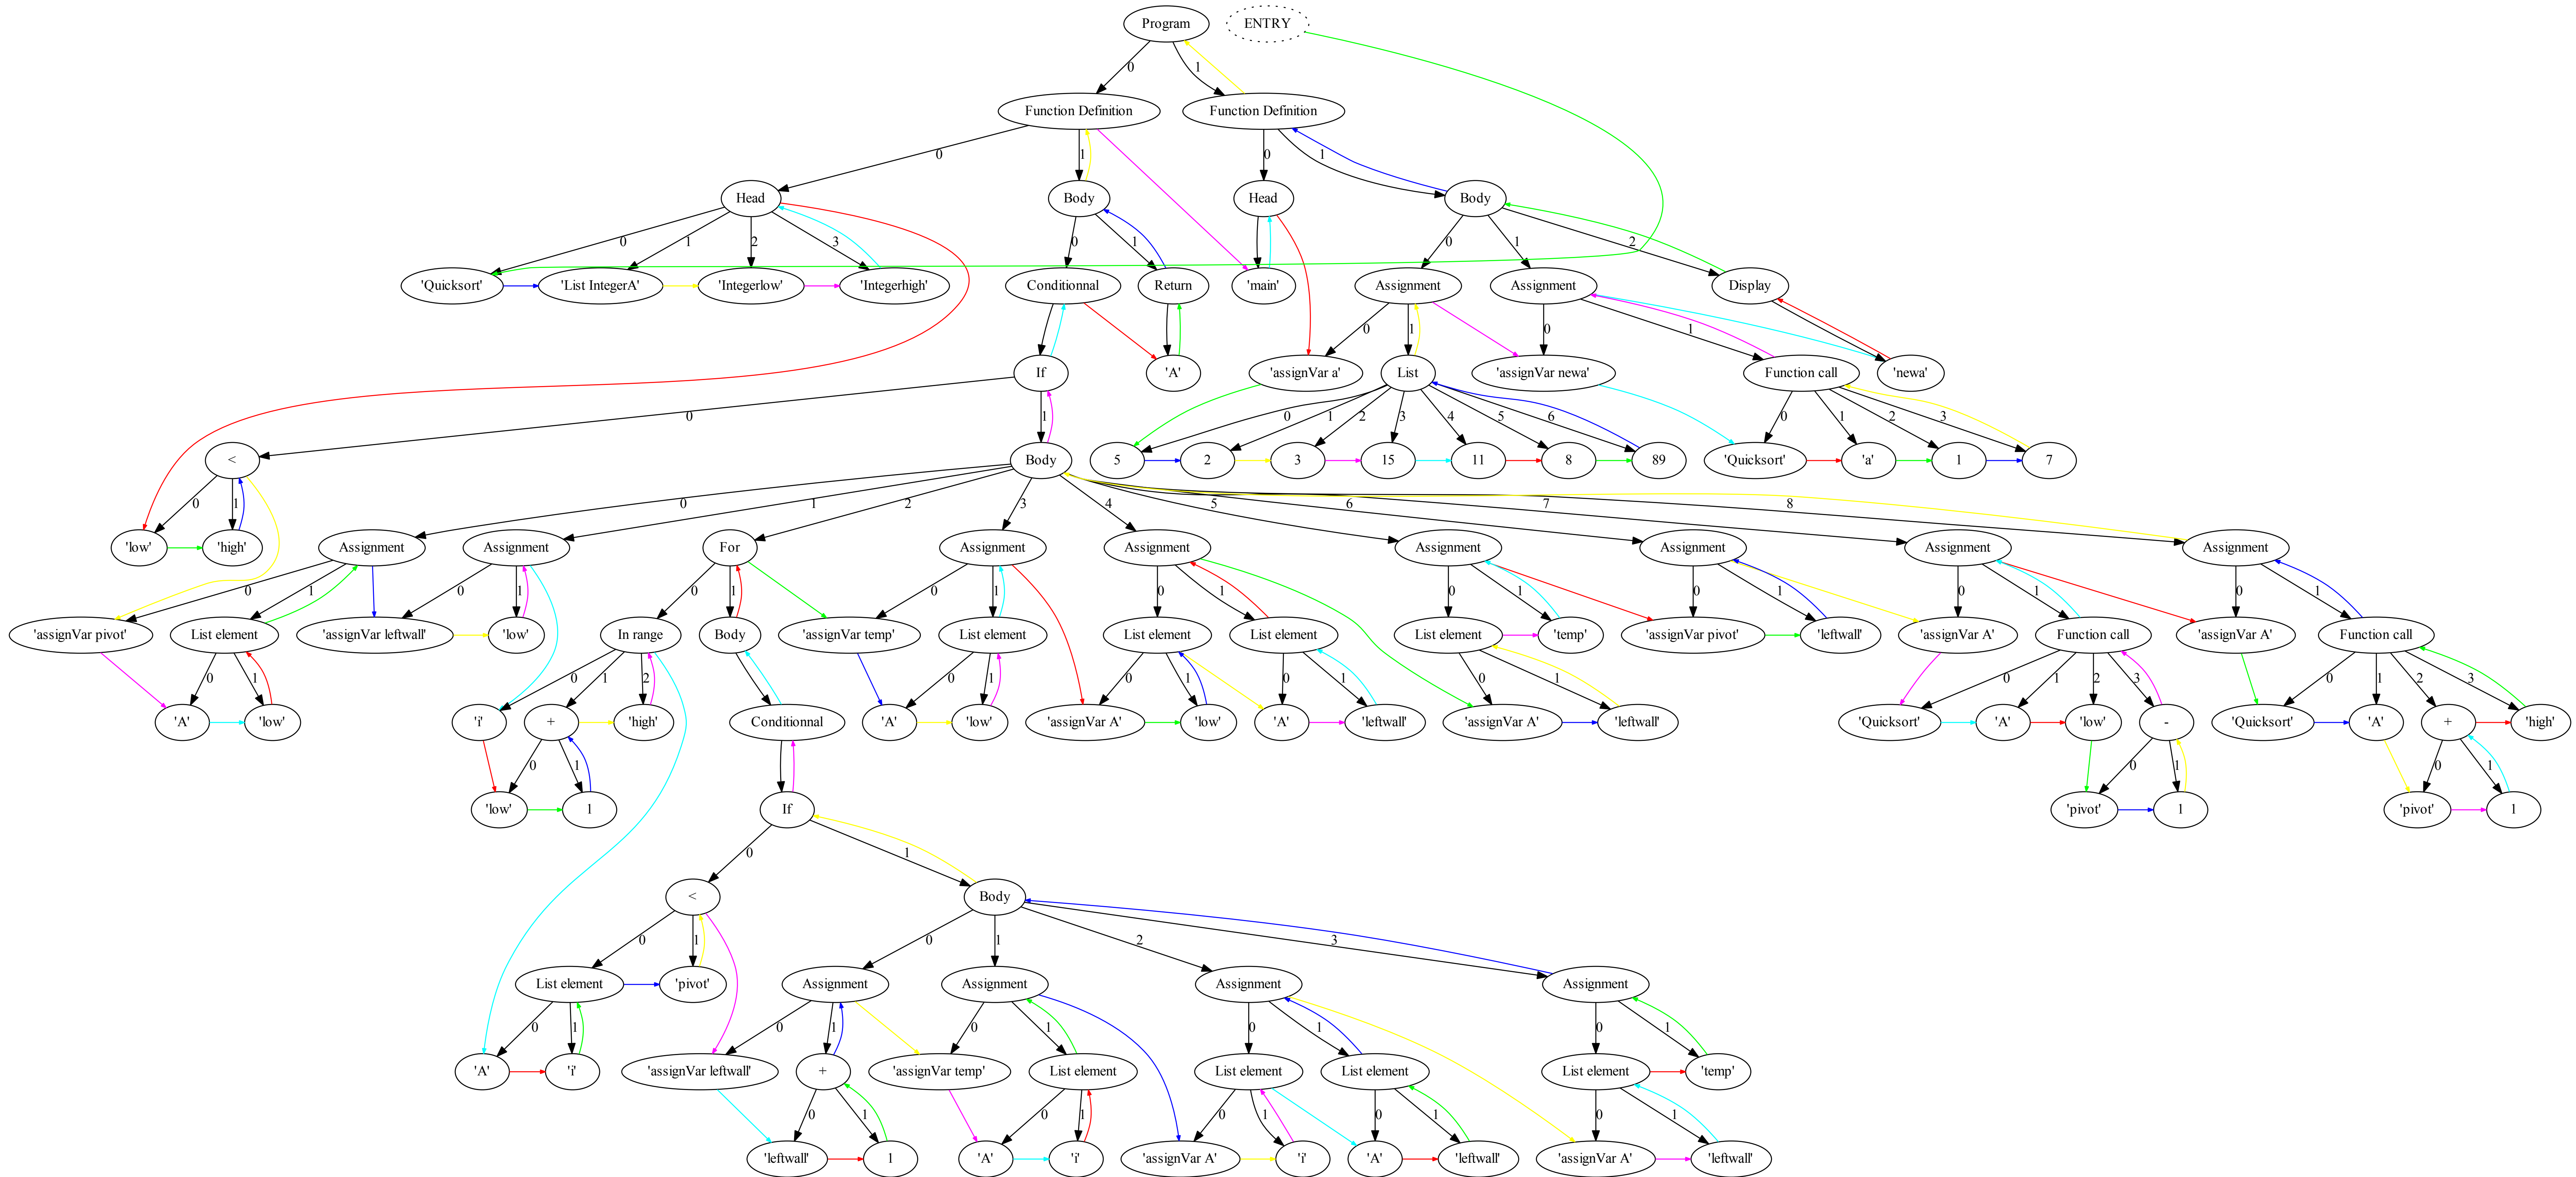 Program ENTRY
0 1
Function Definition Function Definition
0 1 0 1
Head Body Head Body
0 1 2 3 0 1 0 1 2
'Quicksort' 'List IntegerA' 'Integerlow' 'Integerhigh' Conditionnal Return 'main' Assignment Assignment Display
0 1 0 1
If 'A' 'assignVar a' List 'assignVar newa' Function call 'newa'
0 1 0 1 2 3 4 5 6 0 1 2 3
< Body 5 2 3 15 11 8 89 'Quicksort' 'a' 1 7
0 1 0 1 2 3 4 5 6 7 8
'low' 'high' Assignment Assignment For Assignment Assignment Assignment Assignment Assignment Assignment
0 1 0 1 0 1 0 1 0 1 0 1 0 1 0 1 0 1
'assignVar pivot' List element 'assignVar leftwall' 'low' In range Body 'assignVar temp' List element List element List element List element 'temp' 'assignVar pivot' 'leftwall' 'assignVar A' Function call 'assignVar A' Function call
0 1 0 1 2 0 1 0 1 0 1 0 1 0 1 2 3 0 1 2 3
'A' 'low' 'i' + 'high' Conditionnal 'A' 'low' 'assignVar A' 'low' 'A' 'leftwall' 'assignVar A' 'leftwall' 'Quicksort' 'A' 'low' - 'Quicksort' 'A' + 'high'
0 1 0 1 0 1
'low' 1 If 'pivot' 1 'pivot' 1
0 1
< Body
0 1 0 1 2 3
List element 'pivot' Assignment Assignment Assignment Assignment
0 1 0 1 0 1 0 1 0 1
'A' 'i' 'assignVar leftwall' + 'assignVar temp' List element List element List element List element 'temp'
0 1 0 1 0 1 0 1 0 1
'leftwall' 1 'A' 'i' 'assignVar A' 'i' 'A' 'leftwall' 'assignVar A' 'leftwall'